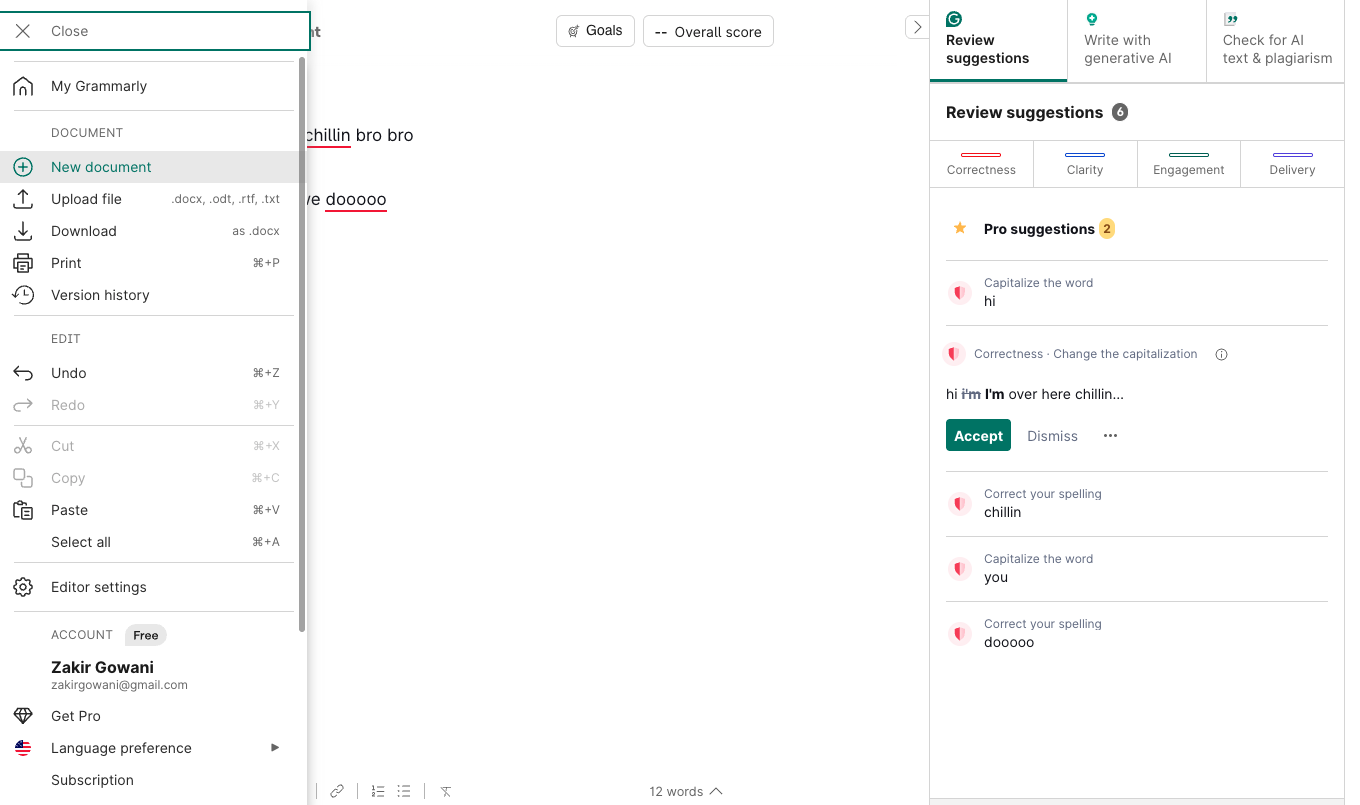 Close
My Grammarly
DOCUMENT
New document
Upload file .docx, .odt, .rtf, .txt
Download as .docx
Print ⌘+P
Version history
EDIT
Undo ⌘+Z
Redo ⌘+Y
Cut ⌘+X
Copy ⌘+C
Paste ⌘+V
Select all ⌘+A
Editor settings
ACCOUNT Free
Zakir Gowani
zakirgowani@gmail.com
Get Pro
Language preference
Subscription
nt
Goals
-- Overall score
chillin bro bro
ve dooooo
12 words
Review suggestions
Write with generative AI
Check for AI text & plagiarism
Review suggestions 6
Correctness
Clarity
Engagement
Delivery
Pro suggestions 2
Capitalize the word
hi
Correctness · Change the capitalization
hi i'm I'm over here chillin...
Accept Dismiss
Correct your spelling
chillin
Capitalize the word
you
Correct your spelling
dooooo